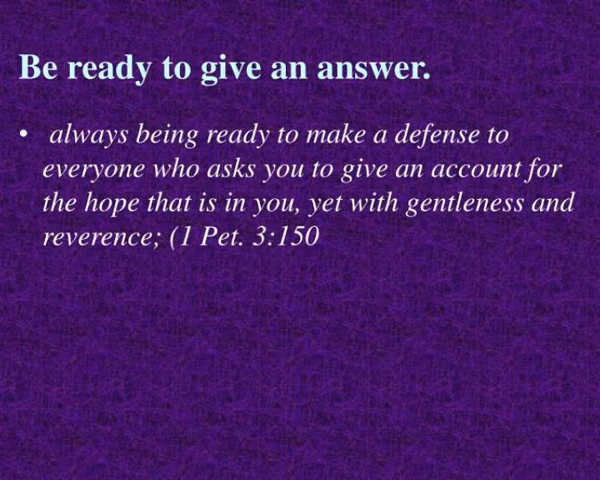 Be ready to give an answer.
• always being ready to make a defense to
everyone who asks you to give an account for
the hope that is in you, yet with gentleness and
reverence; (1 Pet. 3:150